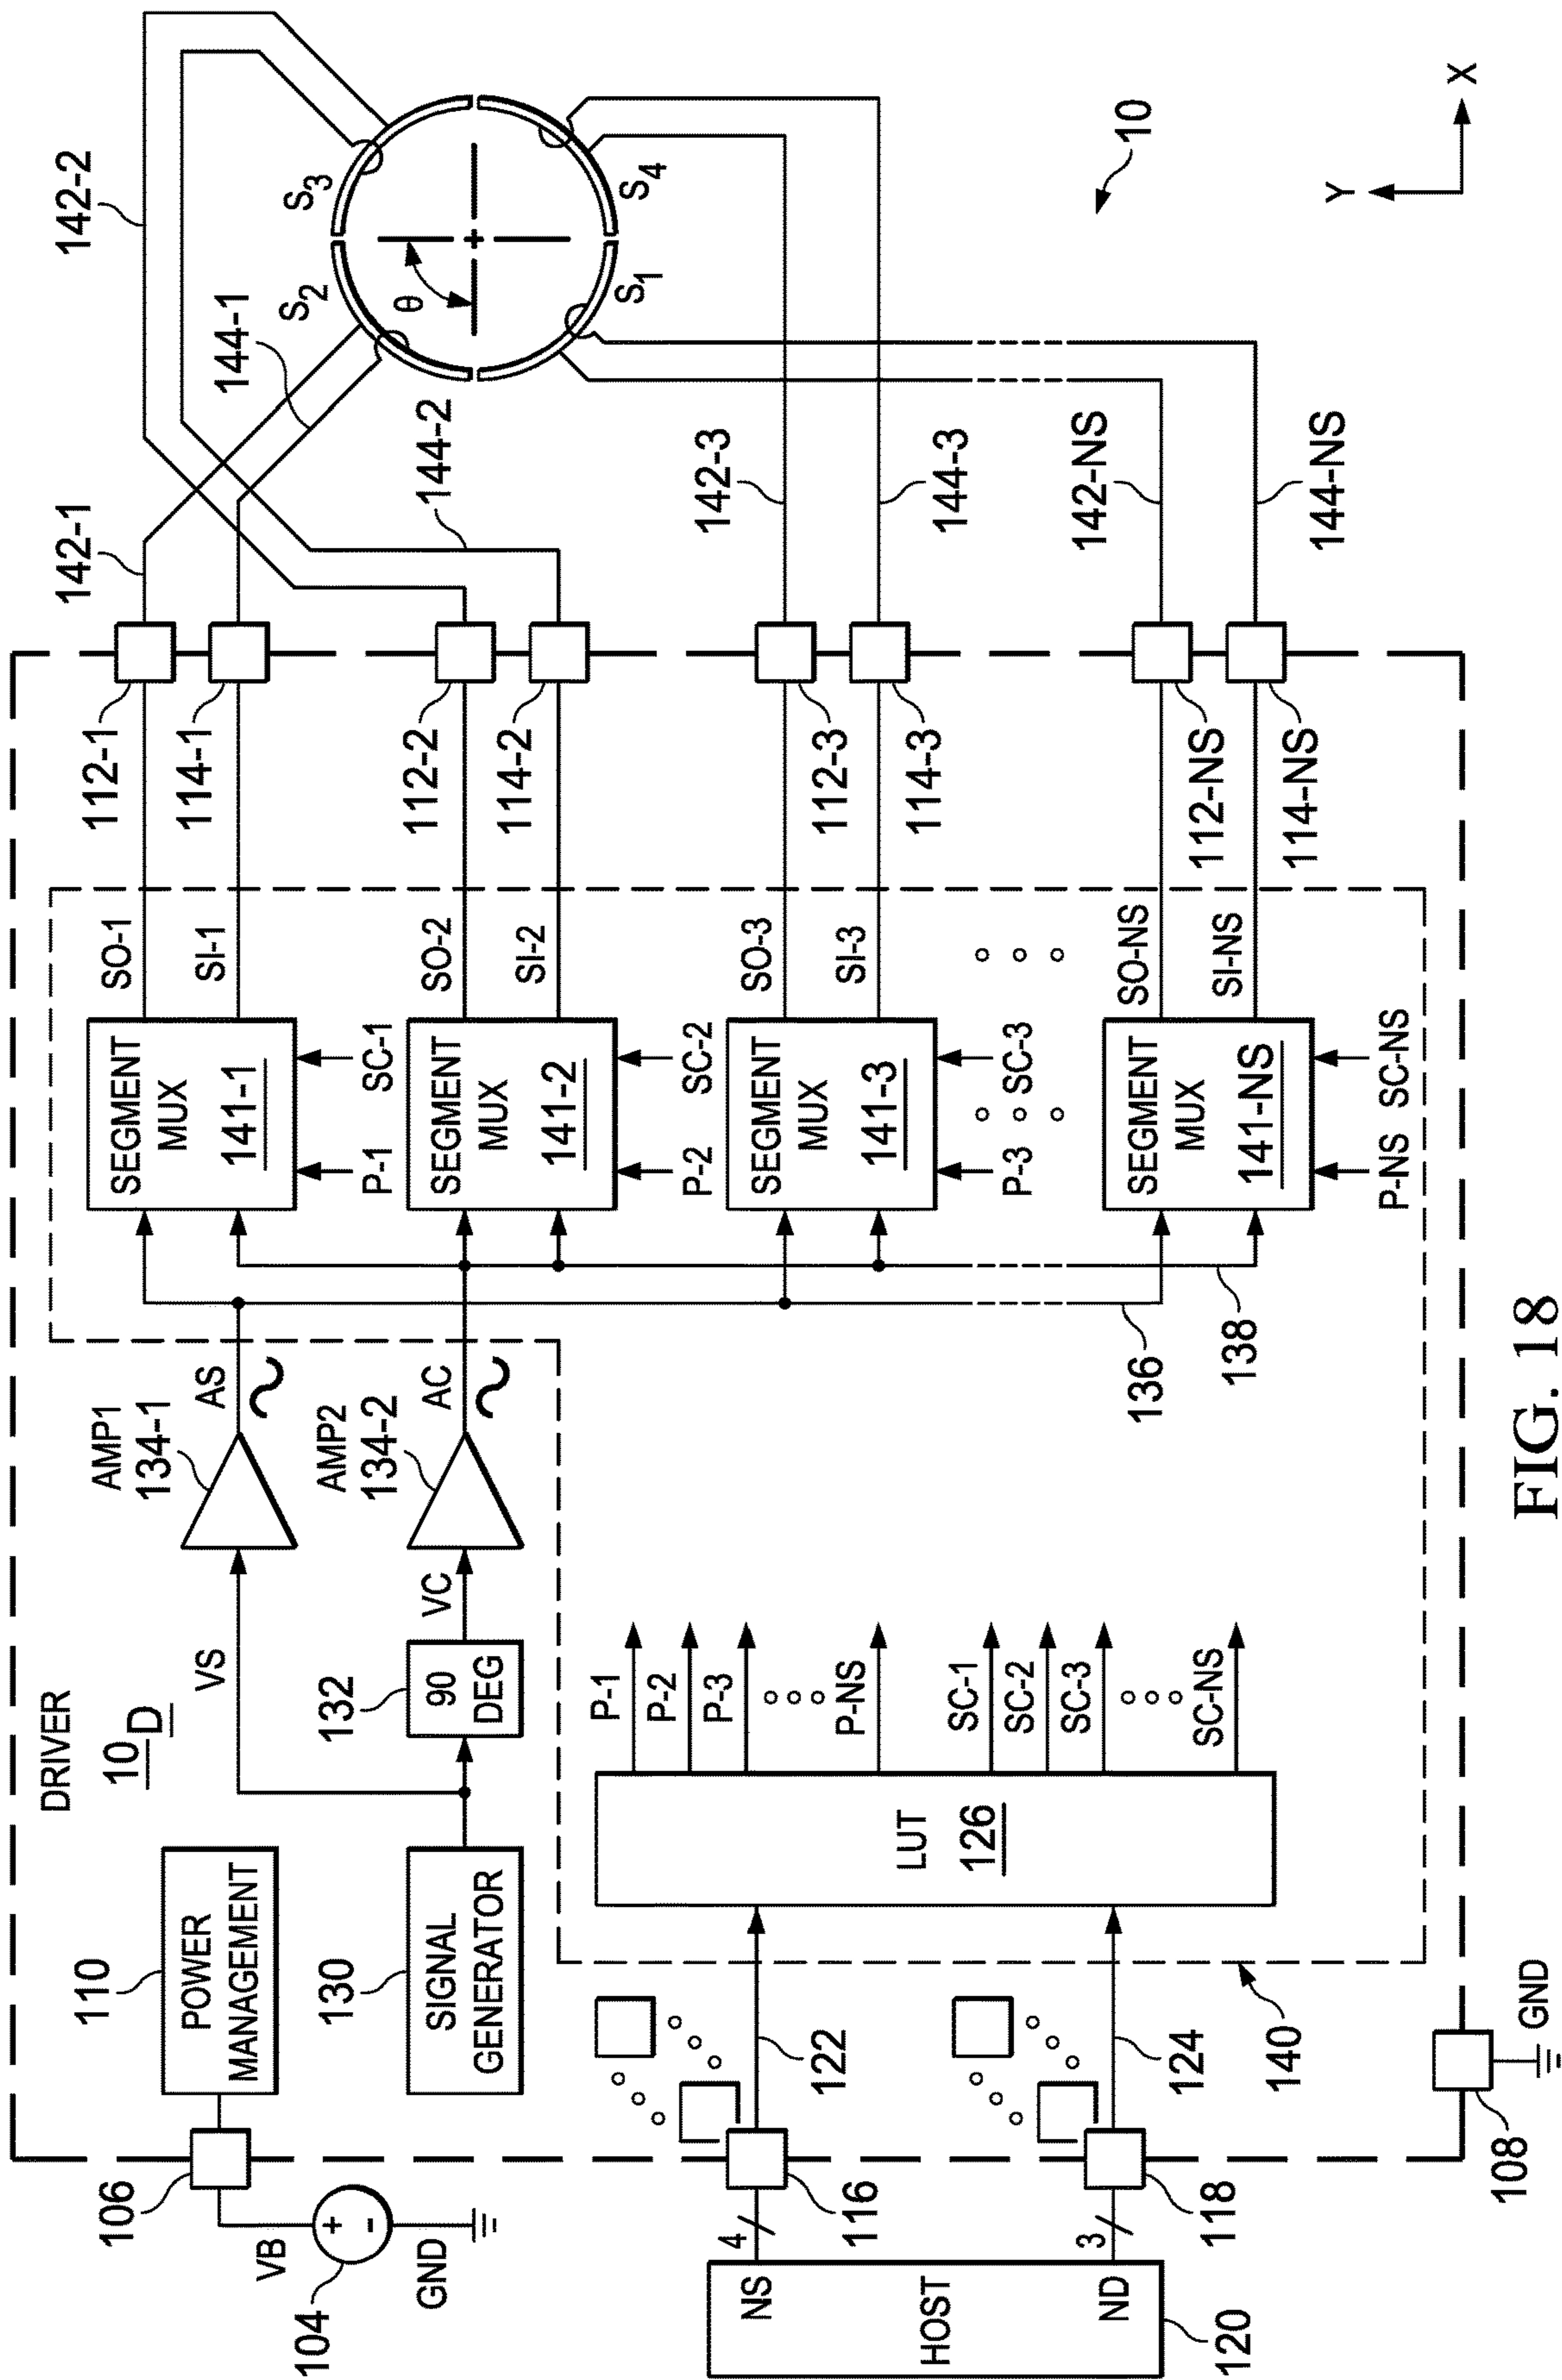 DRIVER
10D
110
POWER
MANAGEMENT
106
VB
104
+
-
GND
130
SIGNAL
GENERATOR
VS
132
90
DEG
VC
AMP1
134-1
AS
AMP2
134-2
AC
136
138
SEGMENT
MUX
141-1
P-1
SC-1
SO-1
SI-1
112-1
114-1
142-1
144-1
SEGMENT
MUX
141-2
P-2
SC-2
SO-2
SI-2
112-2
114-2
142-2
144-2
SEGMENT
MUX
141-3
P-3
SC-3
SO-3
SI-3
112-3
114-3
142-3
144-3
SEGMENT
MUX
141-NS
P-NS
SC-NS
SO-NS
SI-NS
112-NS
114-NS
142-NS
144-NS
S2
S3
S1
S4
θ
10
Y
X
HOST
NS
ND
120
4
3
116
118
122
124
140
LUT
126
P-1
P-2
P-3
P-NS
SC-1
SC-2
SC-3
SC-NS
108
GND
FIG. 18